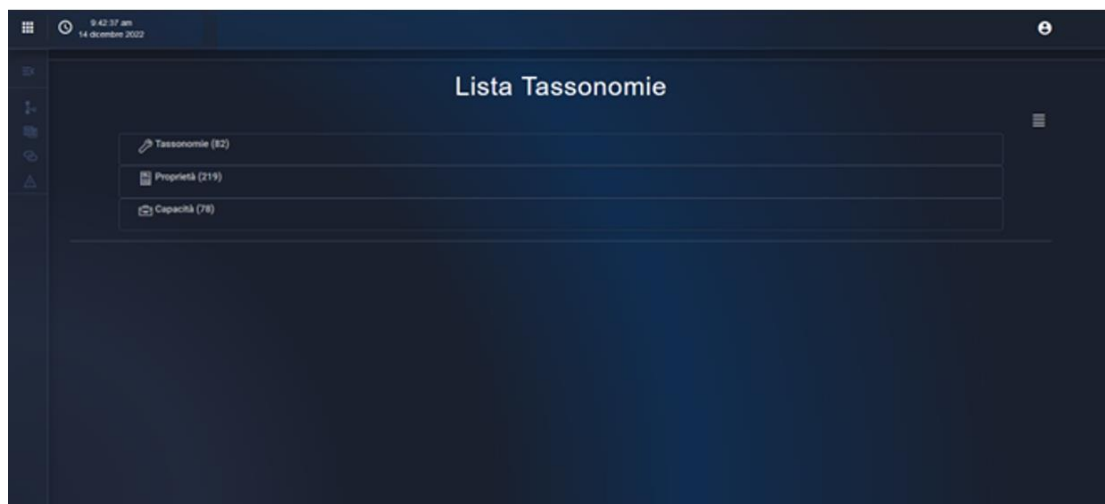 9:42:37 am
14 dicembre 2022
Lista Tassonomie
Tassonomie (82)
Proprietà (219)
Capacità (78)